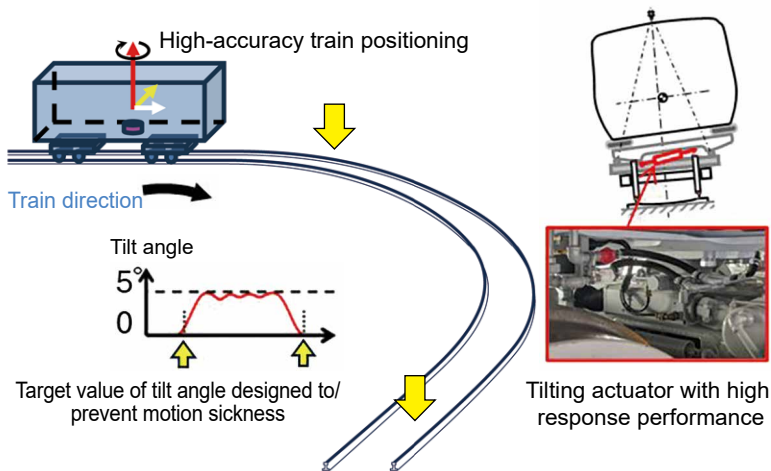 High-accuracy train positioning
Train direction
Tilt angle
5°
0
Target value of tilt angle designed to/
prevent motion sickness
Tilting actuator with high
response performance